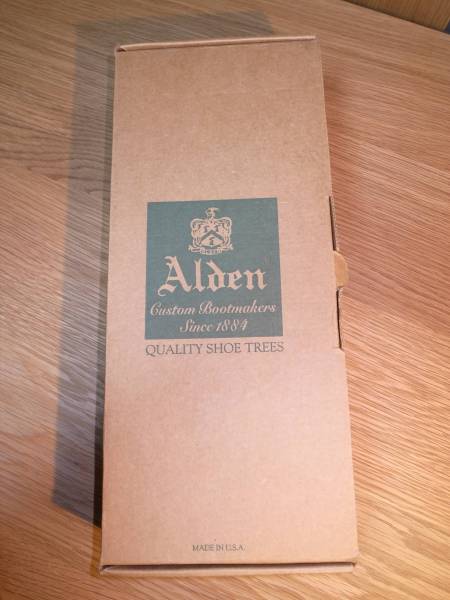 Alden
Custom Bootmakers
Since 1884
QUALITY SHOE TREES
MADE IN U.S.A.